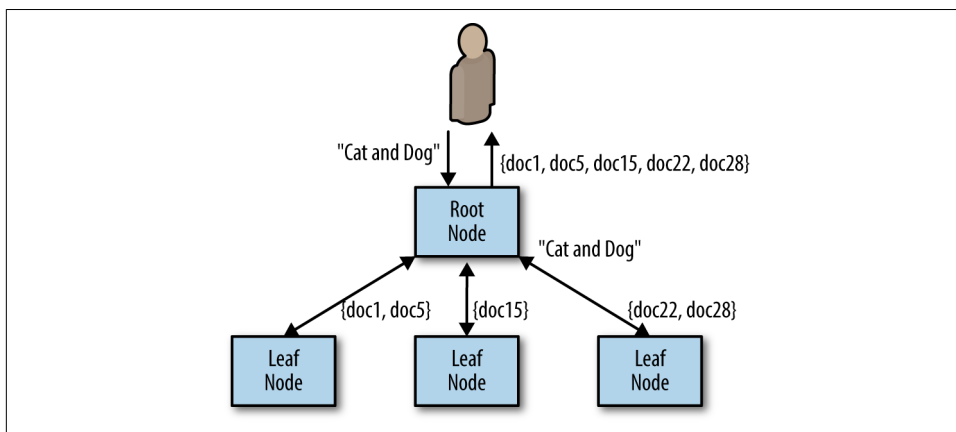 "Cat and Dog"
{doc1, doc5, doc15, doc22, doc28}
Root
Node
"Cat and Dog"
{doc1, doc5}
{doc15}
{doc22, doc28}
Leaf
Node
Leaf
Node
Leaf
Node